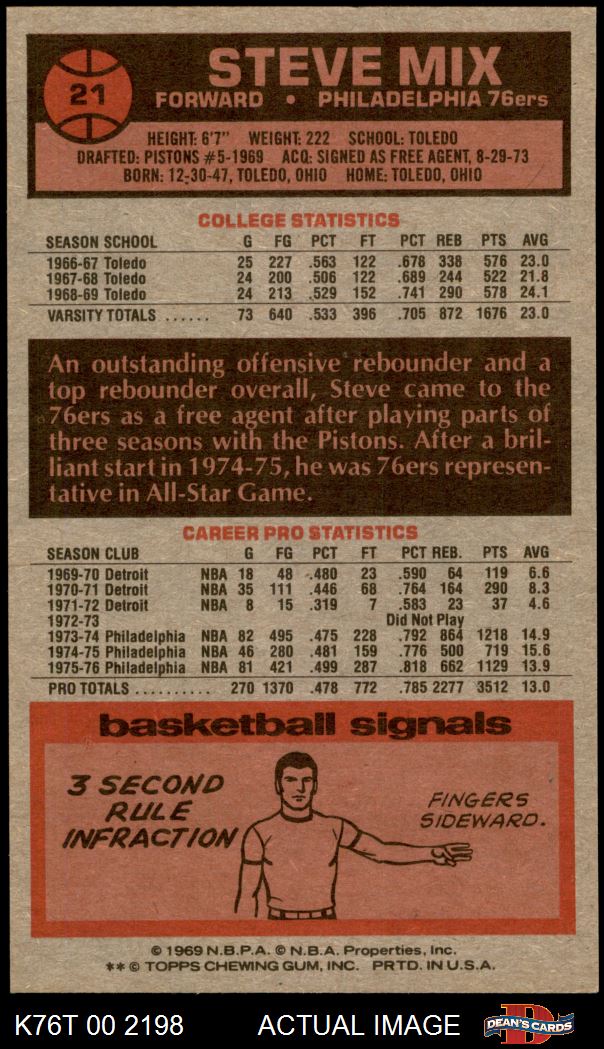 21
STEVE MIX
FORWARD • PHILADELPHIA 76ers
HEIGHT: 6'7" WEIGHT: 222 SCHOOL: TOLEDO
DRAFTED: PISTONS #5-1969 ACQ: SIGNED AS FREE AGENT, 8-29-73
BORN: 12-30-47, TOLEDO, OHIO HOME: TOLEDO, OHIO
COLLEGE STATISTICS
SEASON SCHOOL G FG PCT FT PCT REB PTS AVG
1966-67 Toledo 25 227 .563 122 .678 338 576 23.0
1967-68 Toledo 24 200 .506 122 .689 244 522 21.8
1968-69 Toledo 24 213 .529 152 .741 290 578 24.1
VARSITY TOTALS ...... 73 640 .533 396 .705 872 1676 23.0
An outstanding offensive rebounder and a
top rebounder overall, Steve came to the
76ers as a free agent after playing parts of
three seasons with the Pistons. After a bril-
liant start in 1974-75, he was 76ers represen-
tative in All-Star Game.
CAREER PRO STATISTICS
SEASON CLUB G FG PCT FT PCT REB. PTS AVG
1969-70 Detroit NBA 18 48 .480 23 .590 64 119 6.6
1970-71 Detroit NBA 35 111 .446 68 .764 164 290 8.3
1971-72 Detroit NBA 8 15 .319 7 .583 23 37 4.6
1972-73 Did Not Play
1973-74 Philadelphia NBA 82 495 .475 228 .792 864 1218 14.9
1974-75 Philadelphia NBA 46 280 .481 159 .776 500 719 15.6
1975-76 Philadelphia NBA 81 421 .499 287 .818 662 1129 13.9
PRO TOTALS .......... 270 1370 .478 772 .785 2277 3512 13.0
basketball signals
3 SECOND
RULE
INFRACTION
FINGERS
SIDEWARD.
© 1969 N.B.P.A. © N.B.A. Properties, Inc.
** © TOPPS CHEWING GUM, INC. PRTD. IN U.S.A.
K76T 00 2198 ACTUAL IMAGE
D
DEAN'S CARDS